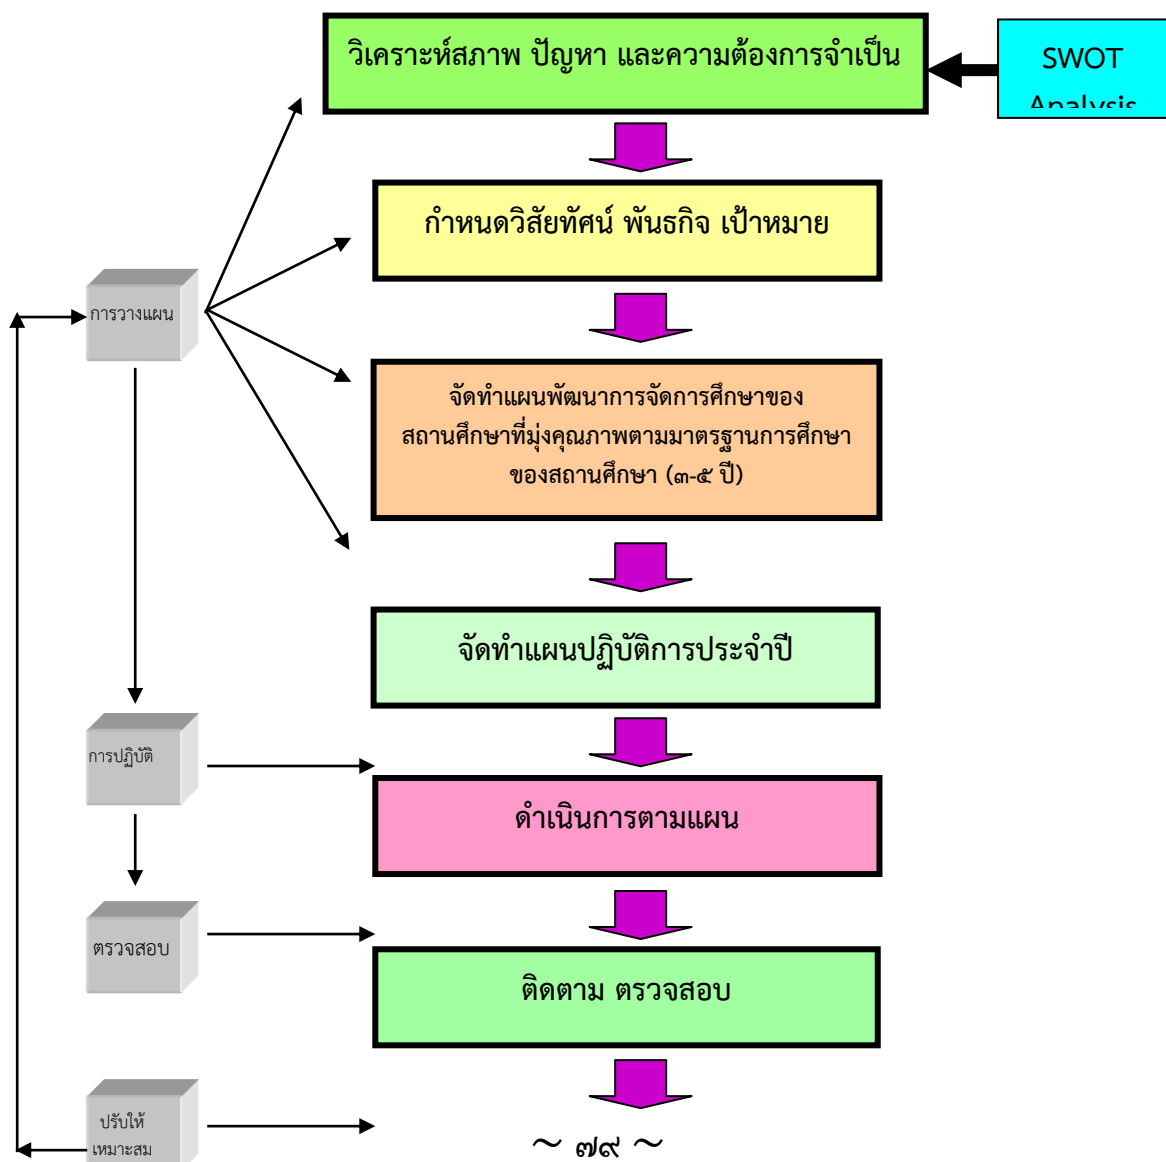 วิเคราะห์สภาพ ปัญหา และความต้องการจำเป็น
SWOT
Analysis
กำหนดวิสัยทัศน์ พันธกิจ เป้าหมาย
การวางแผน
จัดทำแผนพัฒนาการจัดการศึกษาของ
สถานศึกษาที่มุ่งคุณภาพตามมาตรฐานการศึกษา
ของสถานศึกษา (๓-๕ ปี)
จัดทำแผนปฏิบัติการประจำปี
การปฏิบัติ
ดำเนินการตามแผน
ตรวจสอบ
ติดตาม ตรวจสอบ
ปรับให้
เหมาะสม
~ ๗๙ ~